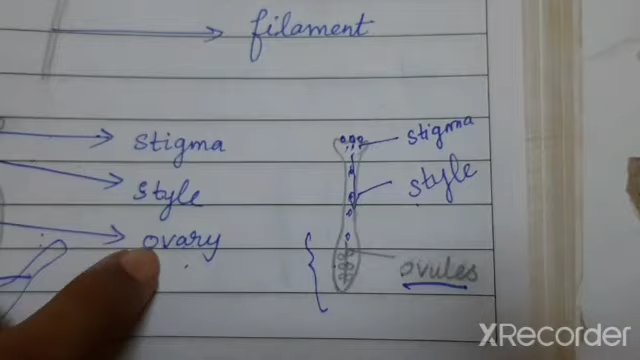 filament
stigma
style
ovary
stigma
style
ovules
XRecorder